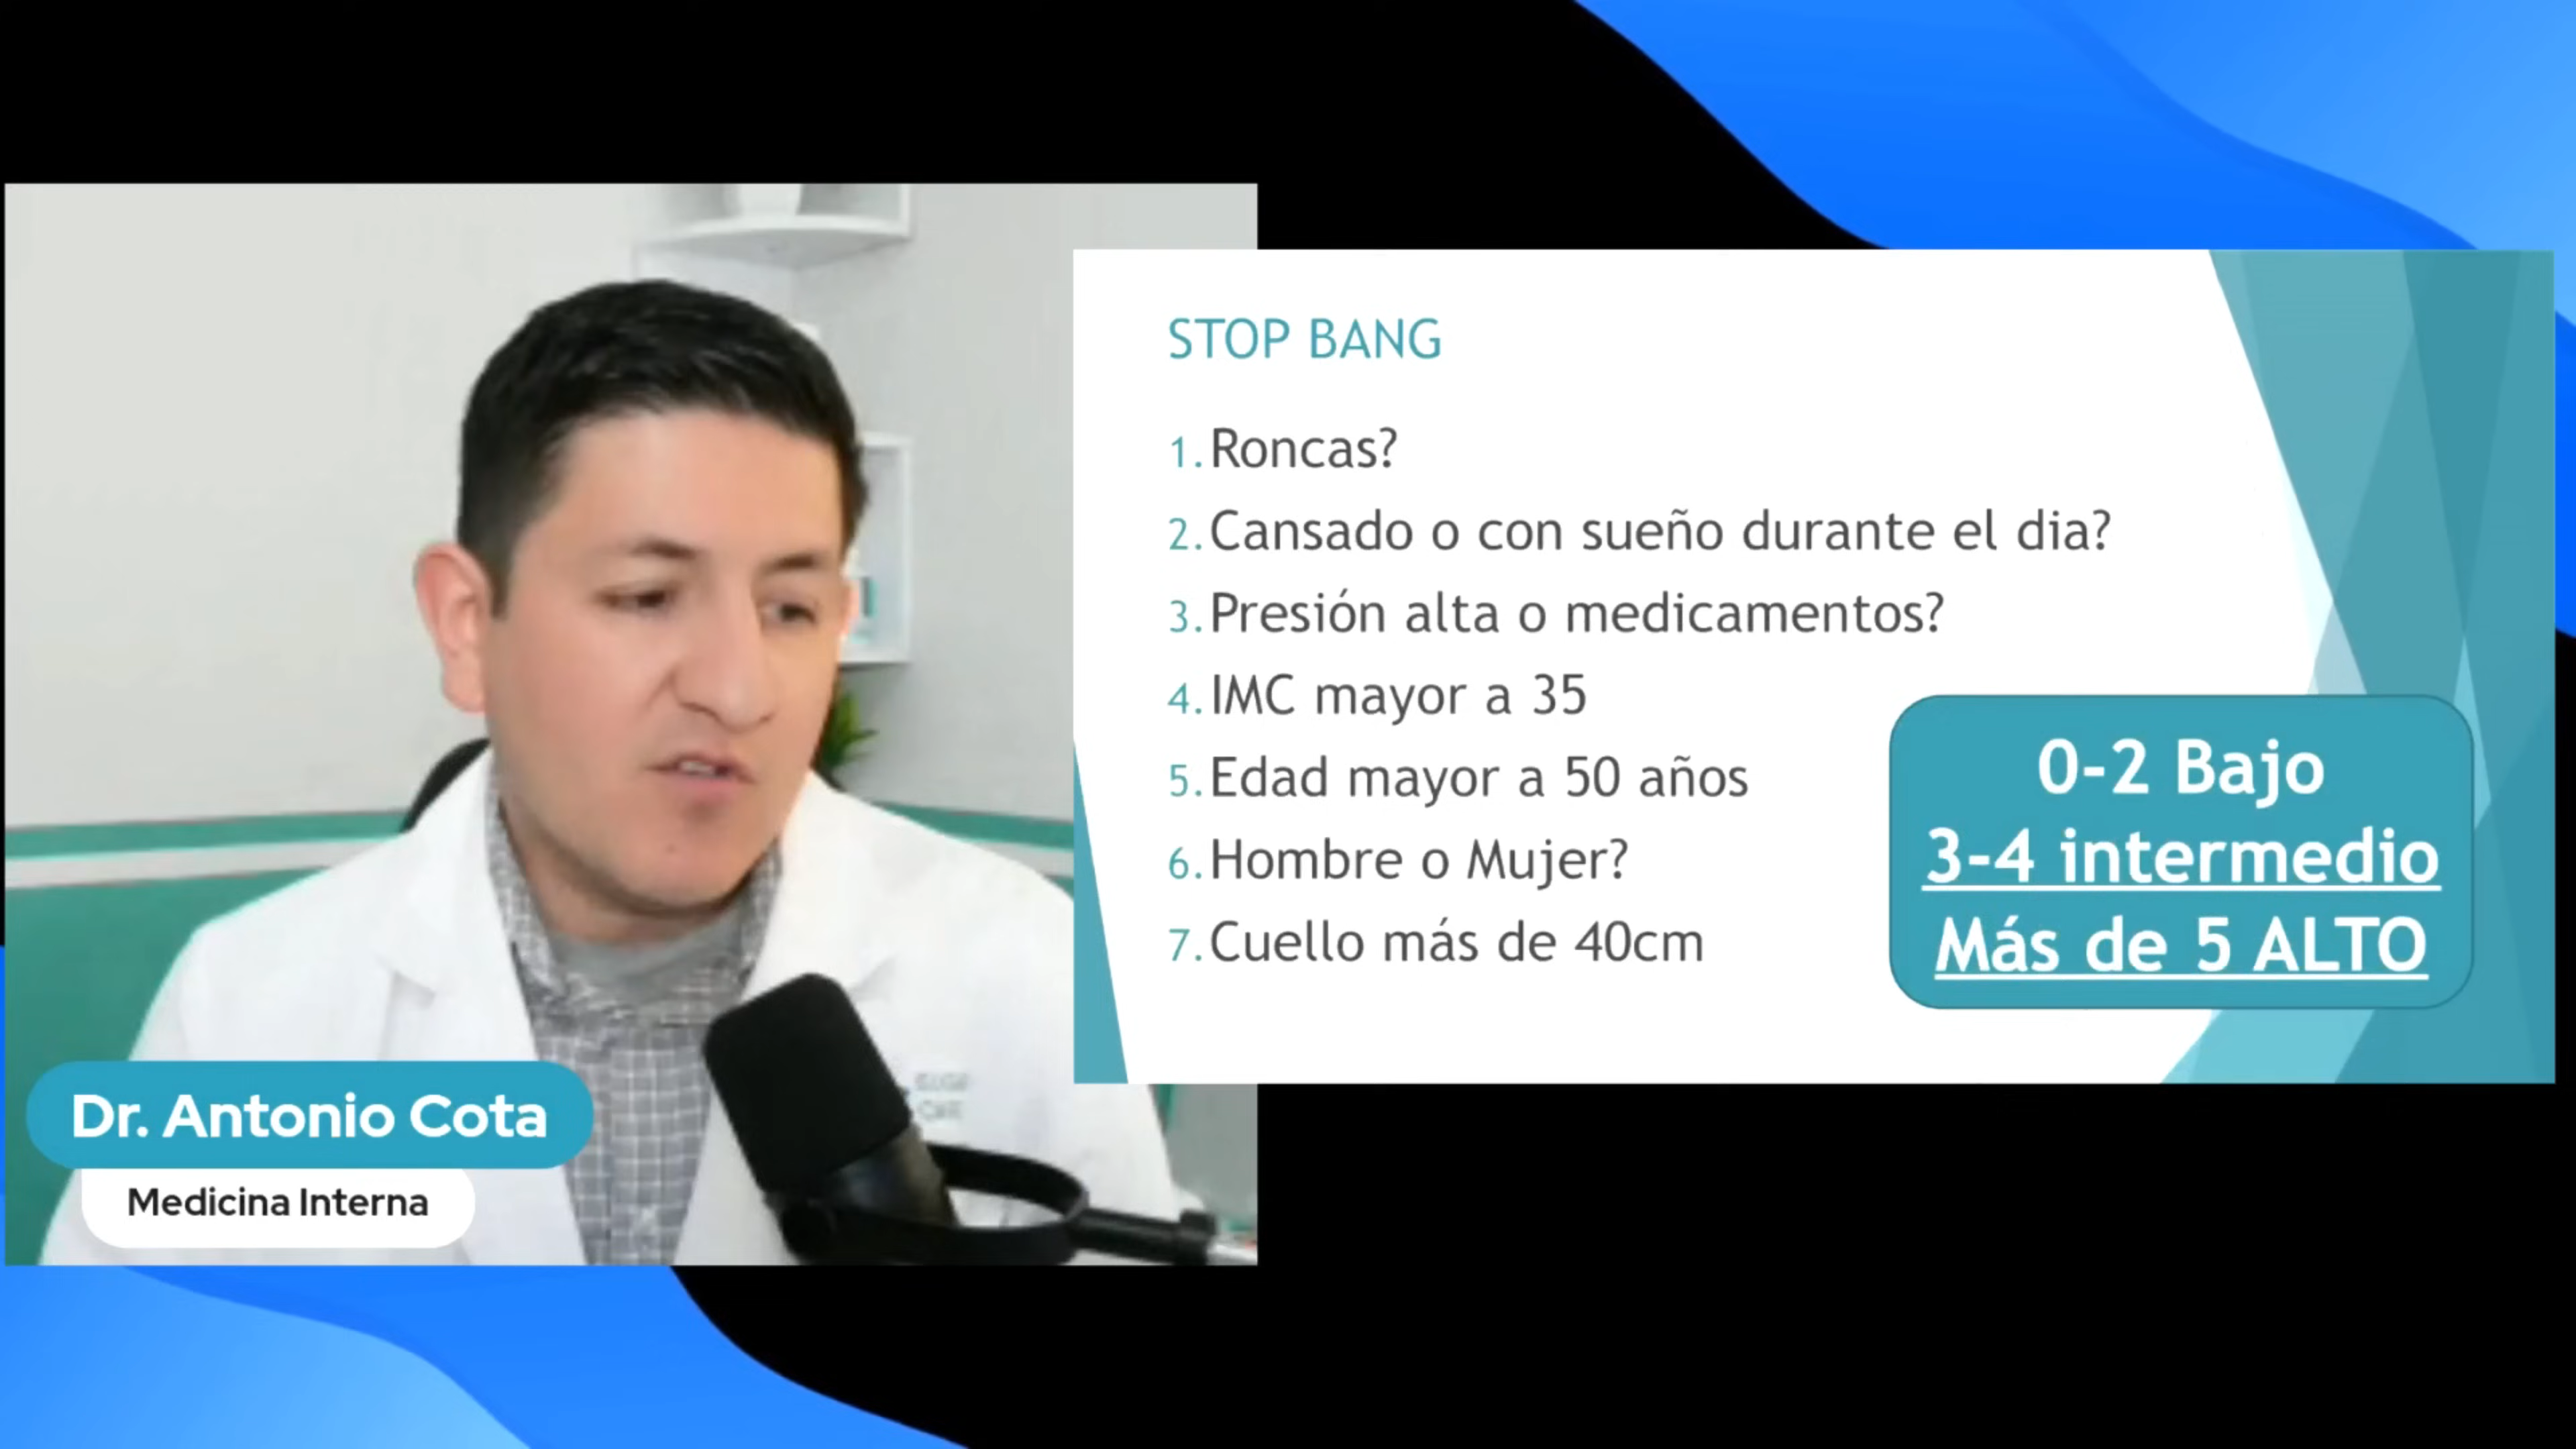 STOP BANG
1. Roncas?
2. Cansado o con sueño durante el dia?
3. Presión alta o medicamentos?
4. IMC mayor a 35
5. Edad mayor a 50 años
6. Hombre o Mujer?
7. Cuello más de 40cm
0-2 Bajo
3-4 intermedio
Más de 5 ALTO
Dr. Antonio Cota
Medicina Interna